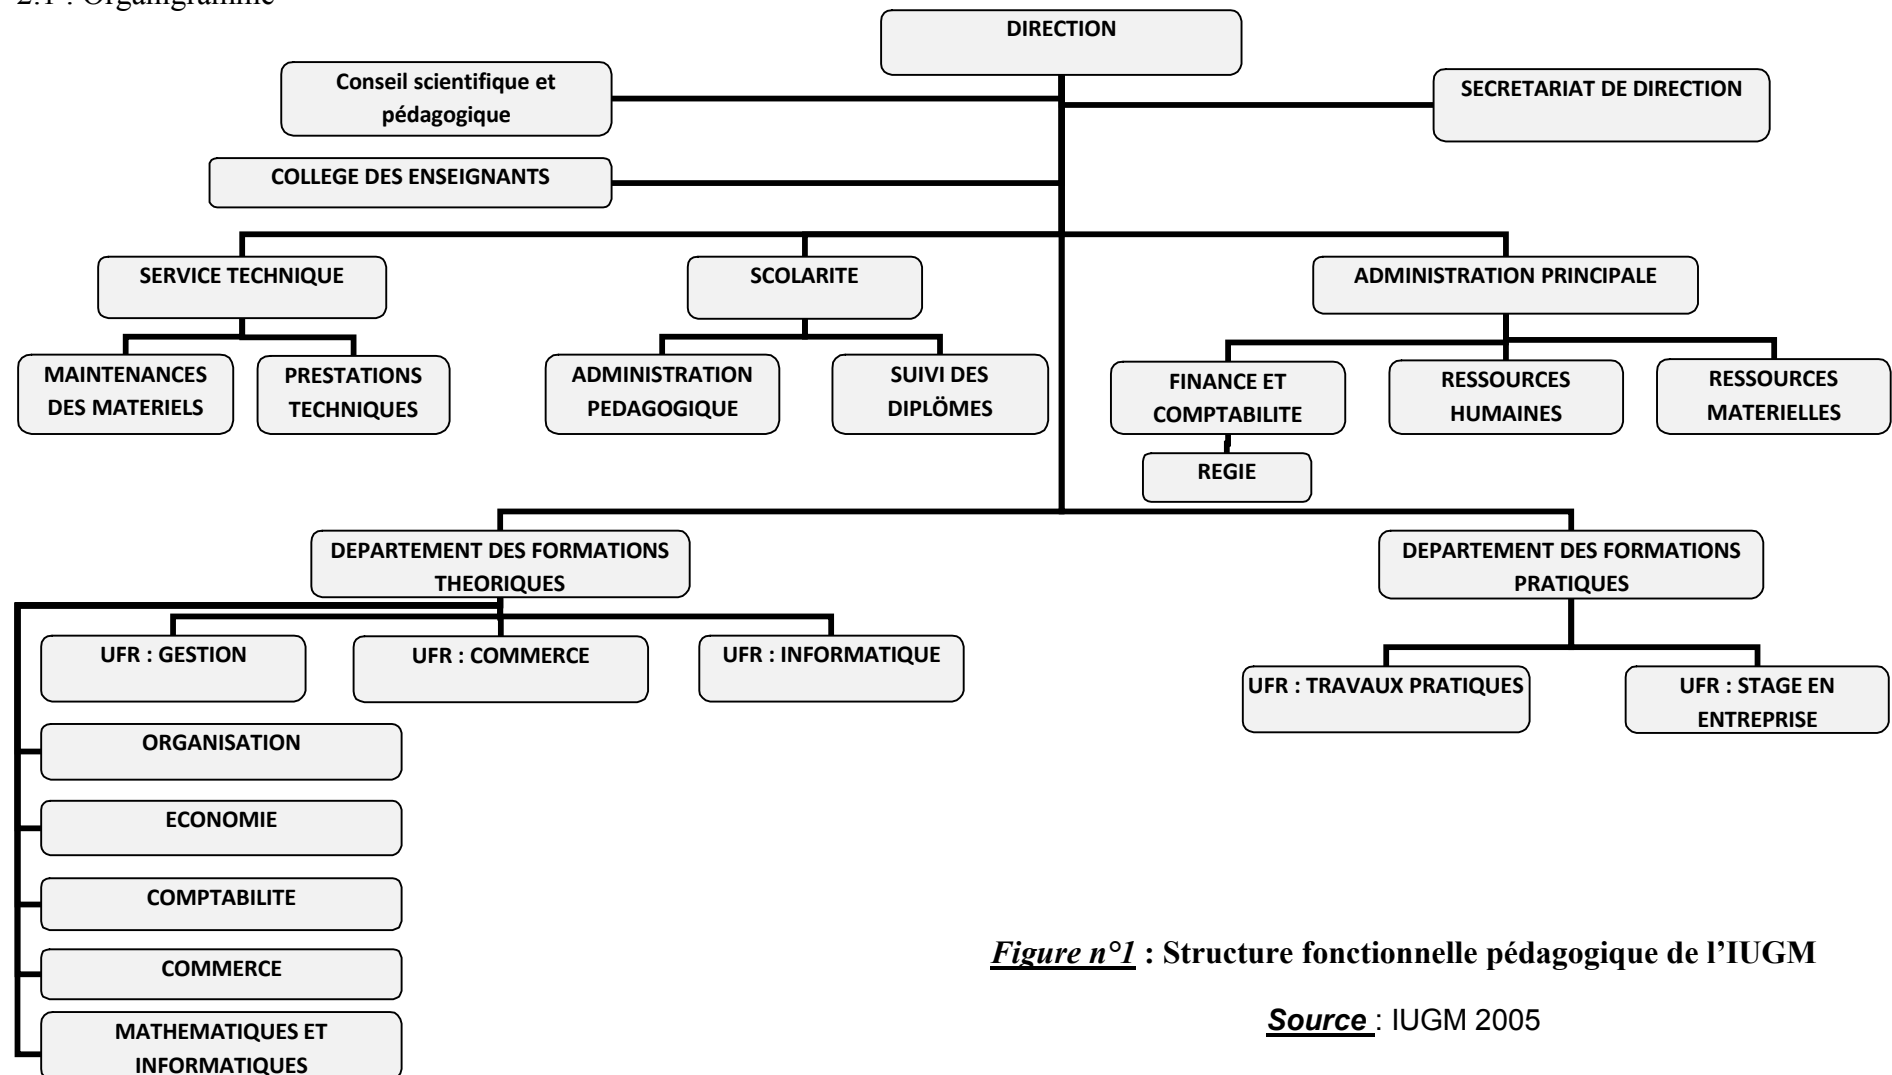 2.1 : Organigramme
DIRECTION
Conseil scientifique et
pédagogique
SECRETARIAT DE DIRECTION
COLLEGE DES ENSEIGNANTS
SERVICE TECHNIQUE
SCOLARITE
ADMINISTRATION PRINCIPALE
MAINTENANCES
DES MATERIELS
PRESTATIONS
TECHNIQUES
ADMINISTRATION
PEDAGOGIQUE
SUIVI DES
DIPLÖMES
FINANCE ET
COMPTABILITE
RESSOURCES
HUMAINES
RESSOURCES
MATERIELLES
REGIE
DEPARTEMENT DES FORMATIONS
THEORIQUES
DEPARTEMENT DES FORMATIONS
PRATIQUES
UFR : GESTION
UFR : COMMERCE
UFR : INFORMATIQUE
UFR : TRAVAUX PRATIQUES
UFR : STAGE EN
ENTREPRISE
ORGANISATION
ECONOMIE
COMPTABILITE
COMMERCE
MATHEMATIQUES ET
INFORMATIQUES
Figure n°1 : Structure fonctionnelle pédagogique de l’IUGM
Source : IUGM 2005